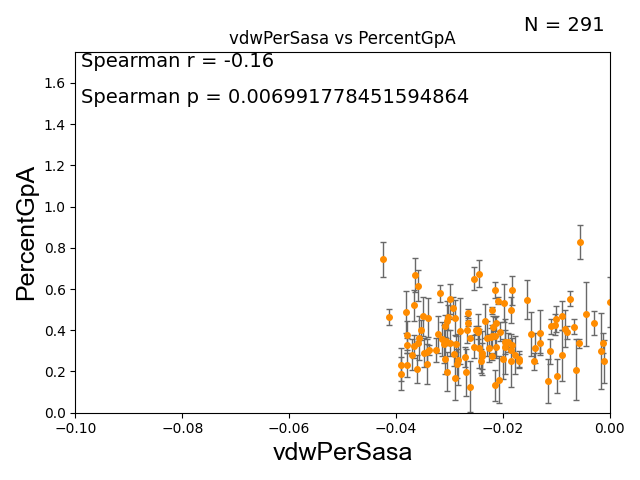 N = 291
vdwPerSasa vs PercentGpA
Spearman r = -0.16
Spearman p = 0.006991778451594864
PercentGpA
1.6
1.4
1.2
1.0
0.8
0.6
0.4
0.2
0.0
−0.10 −0.08 −0.06 −0.04 −0.02 0.00
vdwPerSasa